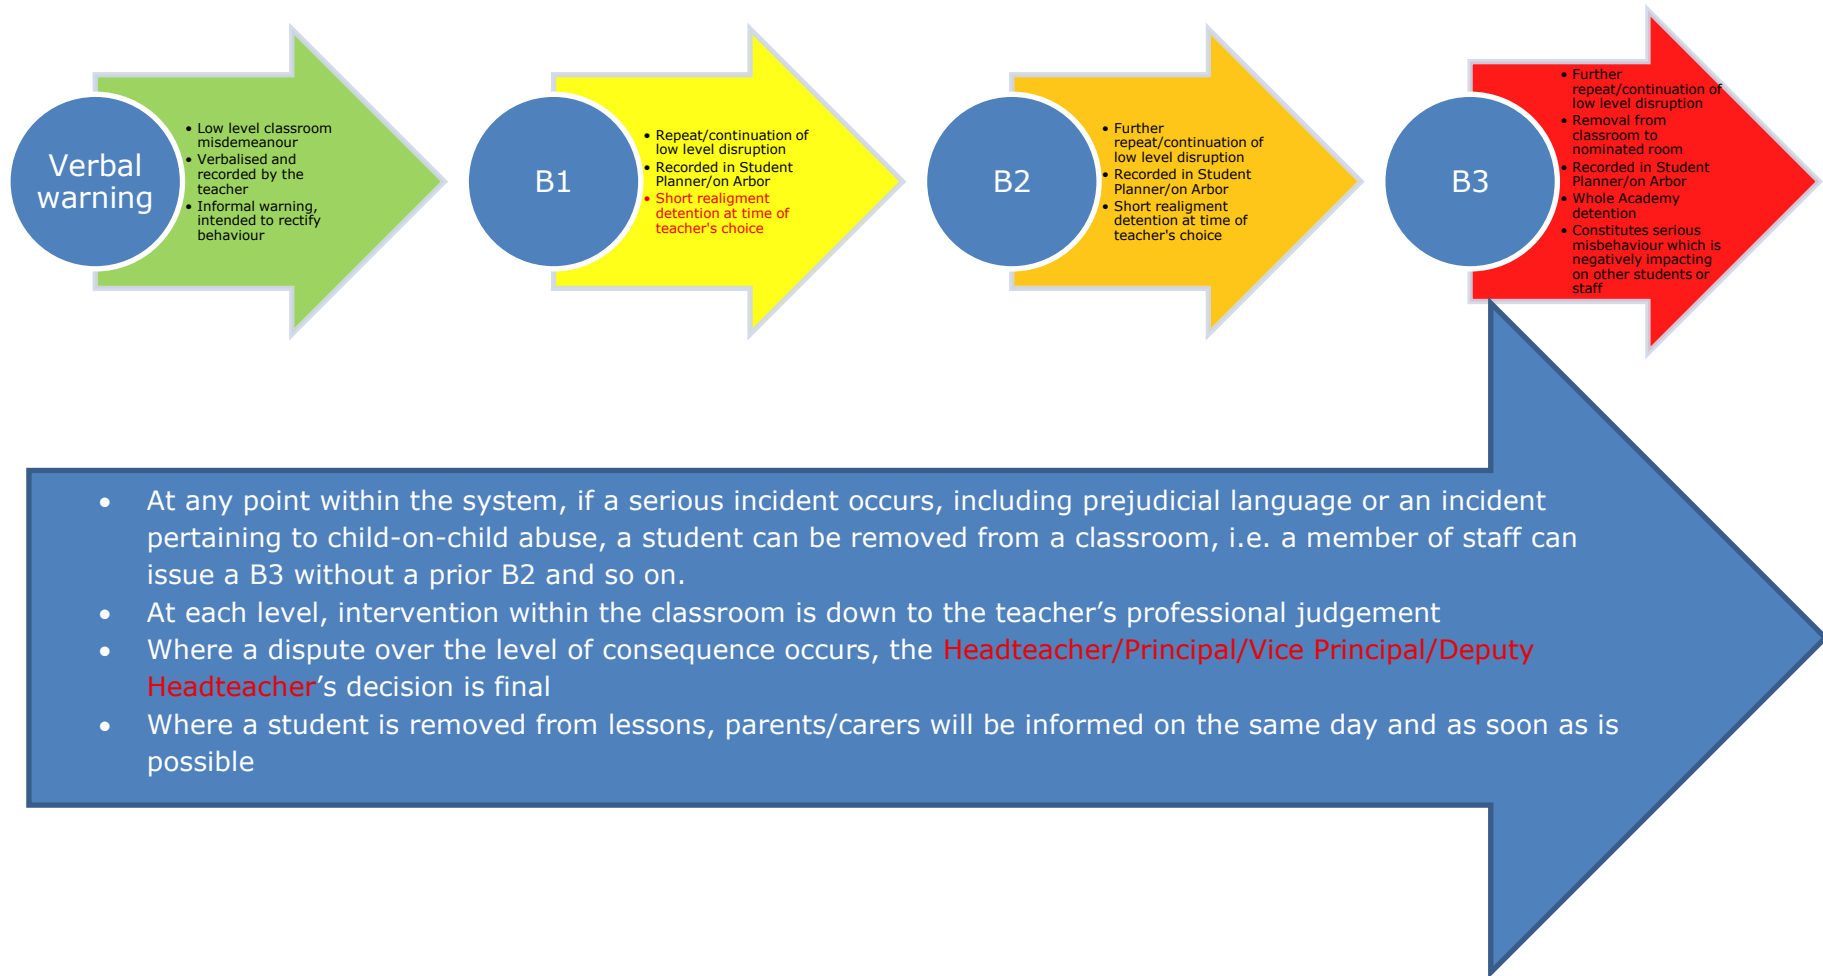 Verbal
warning
• Low level classroom
misdemeanour
• Verbalised and
recorded by the
teacher
• Informal warning,
intended to rectify
behaviour
B1
• Repeat/continuation of
low level disruption
• Recorded in Student
Planner/on Arbor
• Short realigment
detention at time of
teacher's choice
B2
• Further
repeat/continuation of
low level disruption
• Recorded in Student
Planner/on Arbor
• Short realigment
detention at time of
teacher's choice
B3
• Further
repeat/continuation of
low level disruption
• Removal from
classroom to
nominated room
• Recorded in Student
Planner/on Arbor
• Whole Academy
detention
• Constitutes serious
misbehaviour which is
negatively impacting
on other students or
staff
• At any point within the system, if a serious incident occurs, including prejudicial language or an incident
pertaining to child-on-child abuse, a student can be removed from a classroom, i.e. a member of staff can
issue a B3 without a prior B2 and so on.
• At each level, intervention within the classroom is down to the teacher’s professional judgement
• Where a dispute over the level of consequence occurs, the Headteacher/Principal/Vice Principal/Deputy
Headteacher’s decision is final
• Where a student is removed from lessons, parents/carers will be informed on the same day and as soon as is
possible